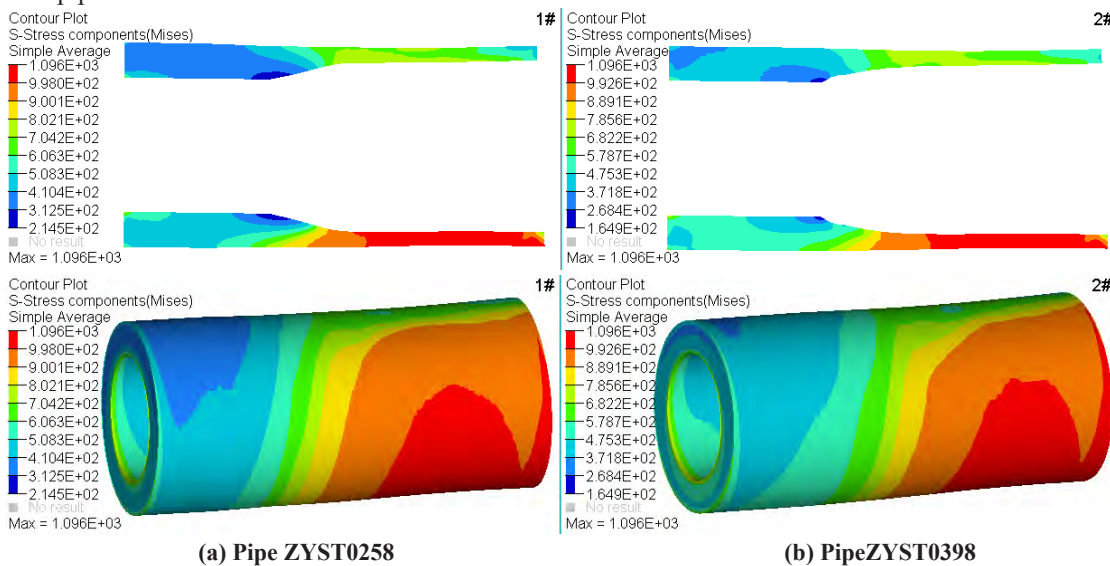 Contour Plot
S-Stress components(Mises)
Simple Average
1.096E+03
9.980E+02
9.001E+02
8.021E+02
7.042E+02
6.063E+02
5.083E+02
4.104E+02
3.125E+02
2.145E+02
No result
Max = 1.096E+03
1#
Contour Plot
S-Stress components(Mises)
Simple Average
1.096E+03
9.926E+02
8.891E+02
7.856E+02
6.822E+02
5.787E+02
4.753E+02
3.718E+02
2.684E+02
1.649E+02
No result
Max = 1.096E+03
2#
Contour Plot
S-Stress components(Mises)
Simple Average
1.096E+03
9.980E+02
9.001E+02
8.021E+02
7.042E+02
6.063E+02
5.083E+02
4.104E+02
3.125E+02
2.145E+02
No result
Max = 1.096E+03
1#
Contour Plot
S-Stress components(Mises)
Simple Average
1.096E+03
9.926E+02
8.891E+02
7.856E+02
6.822E+02
5.787E+02
4.753E+02
3.718E+02
2.684E+02
1.649E+02
No result
Max = 1.096E+03
2#
(a) Pipe ZYST0258
(b) PipeZYST0398